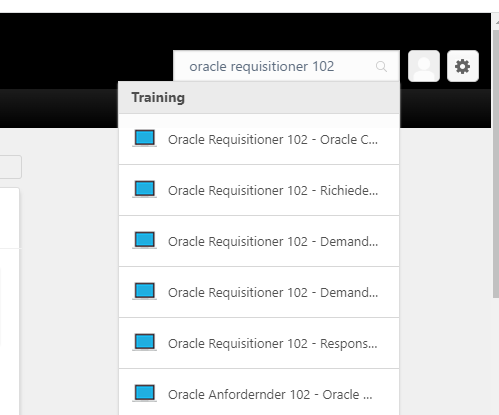 oracle requisitioner 102
Training
Oracle Requisitioner 102 - Oracle C...
Oracle Requisitioner 102 - Richiede...
Oracle Requisitioner 102 - Demand...
Oracle Requisitioner 102 - Demand...
Oracle Requisitioner 102 - Respons...
Oracle Anfordernder 102 - Oracle ...